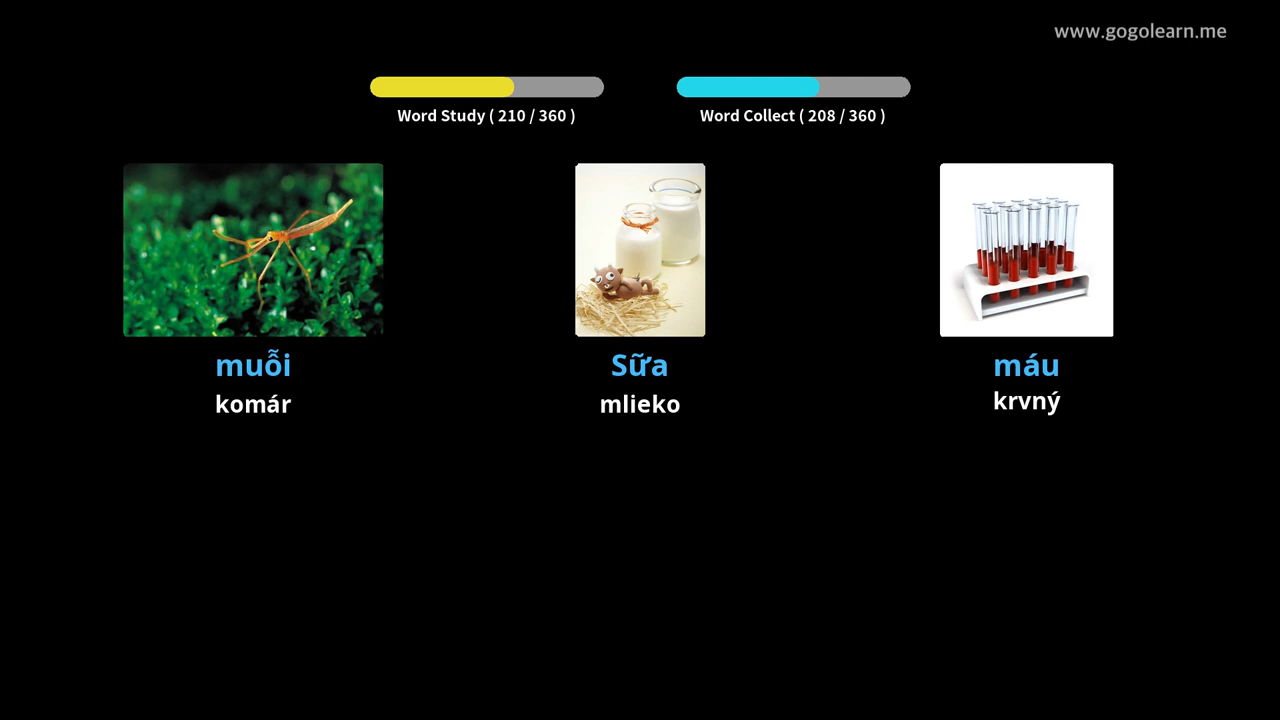 www.gogolearn.me
Word Study ( 210 / 360 )
Word Collect ( 208 / 360 )
muỗi
Sữa
máu
komár
mlieko
krvný